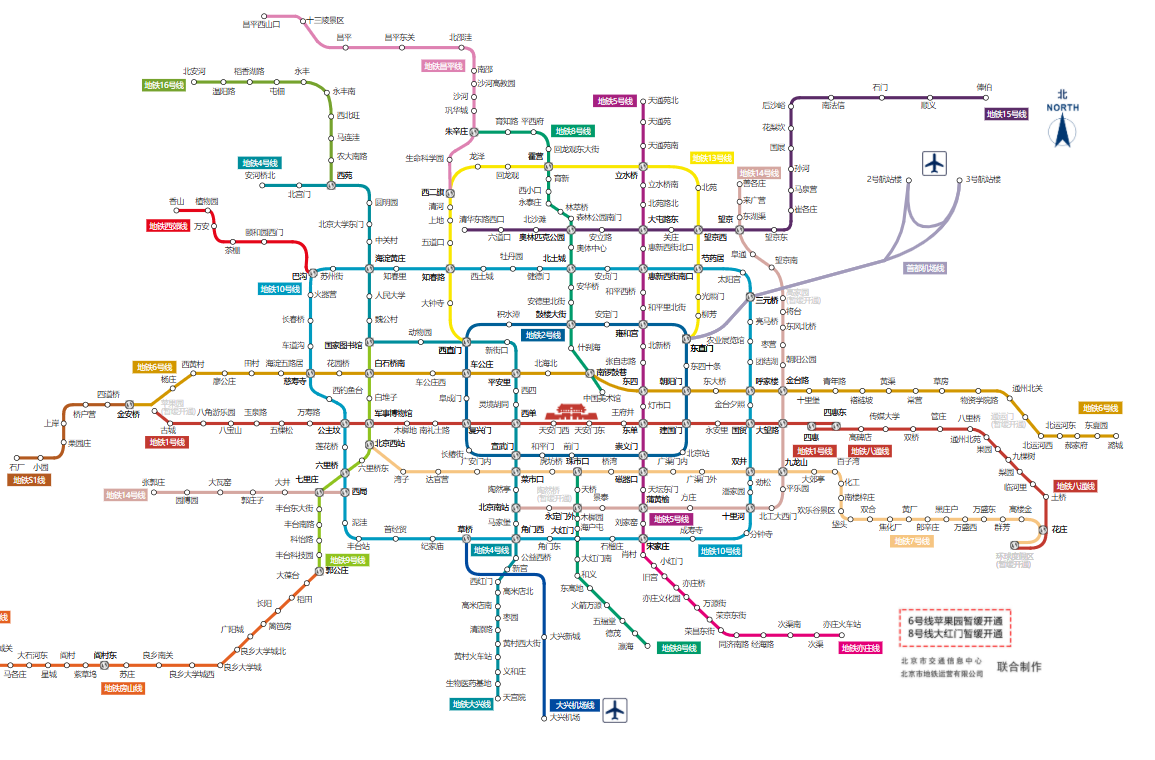 昌平西山口
十三陵景区
昌平
昌平东关
北邵洼
地铁昌平线
南邵
沙河高教园
沙河
巩华城
朱辛庄
生命科学园
西二旗
地铁16号线
北安河
温阳路
稻香湖路
屯佃
永丰
永丰南
西北旺
马连洼
农大南路
西苑
地铁4号线
安河桥北
北宫门
圆明园
北京大学东门
中关村
海淀黄庄
人民大学
魏公村
国家图书馆
动物园
西直门
新街口
平安里
西四
灵境胡同
西单
宣武门
菜市口
陶然亭
北京南站
马家堡
角门西
地铁4号线
公益西桥
新宫
西红门
高米店北
高米店南
枣园
清源路
黄村西大街
黄村火车站
义和庄
生物医药基地
天宫院
地铁大兴线
地铁西郊线
香山
植物园
万安
茶棚
颐和园西门
巴沟
地铁10号线
苏州街
知春里
知春路
西土城
牡丹园
健德门
北土城
安贞门
惠新西街南口
芍药居
太阳宫
三元桥
亮马桥
农业展览馆
团结湖
呼家楼
金台夕照
国贸
双井
劲松
潘家园
十里河
分钟寺
成寿寺
宋家庄
石榴庄
大红门
角门东
草桥
纪家庙
首经贸
丰台站
泥洼
西局
六里桥
莲花桥
公主坟
西钓鱼台
慈寿寺
车道沟
长春桥
火器营
地铁10号线
地铁8号线
育知路
平西府
回龙观东大街
霍营
育新
西小口
永泰庄
林萃桥
森林公园南门
奥林匹克公园
奥体中心
安华桥
安德里北街
鼓楼大街
什刹海
南锣鼓巷
中国美术馆
珠市口
天桥
永定门外
木樨园
海户屯
大红门南
和义
东高地
火箭万源
五福堂
德茂
瀛海
地铁8号线
地铁5号线
天通苑北
天通苑
天通苑南
立水桥
立水桥南
北苑路北
大屯路东
惠新西街北口
和平西桥
和平里北街
雍和宫
北新桥
张自忠路
东四
灯市口
东单
崇文门
磁器口
天坛东门
蒲黄榆
刘家窑
地铁5号线
地铁13号线
龙泽
回龙观
北苑
望京西
光熙门
柳芳
东直门
清河
上地
五道口
大钟寺
地铁15号线
后沙峪
南法信
石门
顺义
俸伯
花梨坎
国展
孙河
马泉营
崔各庄
望京东
望京
关庄
安立路
北沙滩
六道口
清华东路西口
地铁14号线
善各庄
来广营
东湖渠
阜通
望京南
高家园
(暂缓开通)
将台
东风北桥
枣营
朝阳公园
金台路
大望路
九龙山
平乐园
北工大西门
方庄
景泰
陶然桥
(暂缓开通)
地铁14号线
张郭庄
园博园
大瓦窑
郭庄子
大井
七里庄
2号航站楼
3号航站楼
首都机场线
北
NORTH
地铁2号线
积水潭
安定门
东四十条
朝阳门
建国门
北京站
前门
和平门
长椿街
复兴门
阜成门
车公庄
地铁6号线
金安桥
苹果园
(暂缓开通)
杨庄
西黄村
廖公庄
田村
海淀五路居
花园桥
白石桥南
车公庄西
北海北
东大桥
十里堡
青年路
褡裢坡
黄渠
常营
草房
物资学院路
通州北关
通运门
(暂缓开通)
北运河西
北运河东
郝家府
东夏园
潞城
地铁6号线
地铁1号线
古城
八角游乐园
八宝山
玉泉路
五棵松
万寿路
军事博物馆
木樨地
南礼士路
天安门西
天安门东
王府井
永安里
四惠
四惠东
地铁1号线
地铁八通线
高碑店
传媒大学
双桥
管庄
八里桥
通州北苑
果园
九棵树
梨园
临河里
土桥
花庄
环球度假区
(暂缓开通)
地铁八通线
地铁S1线
石厂
小园
栗园庄
上岸
桥户营
四道桥
地铁9号线
白堆子
北京西站
六里桥东
丰台东大街
丰台南路
科怡路
丰台科技园
郭公庄
地铁7号线
湾子
达官营
广安门内
虎坊桥
桥湾
广渠门内
广渠门外
大郊亭
百子湾
化工
南楼梓庄
欢乐谷景区
垡头
双合
焦化厂
黄厂
郎辛庄
黑庄户
万盛西
万盛东
群芳
高楼金
地铁房山线
大葆台
稻田
长阳
篱笆房
广阳城
良乡大学城北
良乡大学城
良乡大学城西
良乡南关
苏庄
阎村东
紫草坞
阎村
星城
大石河东
马各庄
城关
线
大兴机场线
大兴新城
大兴机场
地铁亦庄线
肖村
小红门
旧宫
亦庄桥
亦庄文化园
万源街
荣京东街
荣昌东街
同济南路
经海路
次渠南
次渠
亦庄火车站
6号线苹果园暂缓开通
8号线大红门暂缓开通
北京市交通信息中心
北京市地铁运营有限公司
联合制作